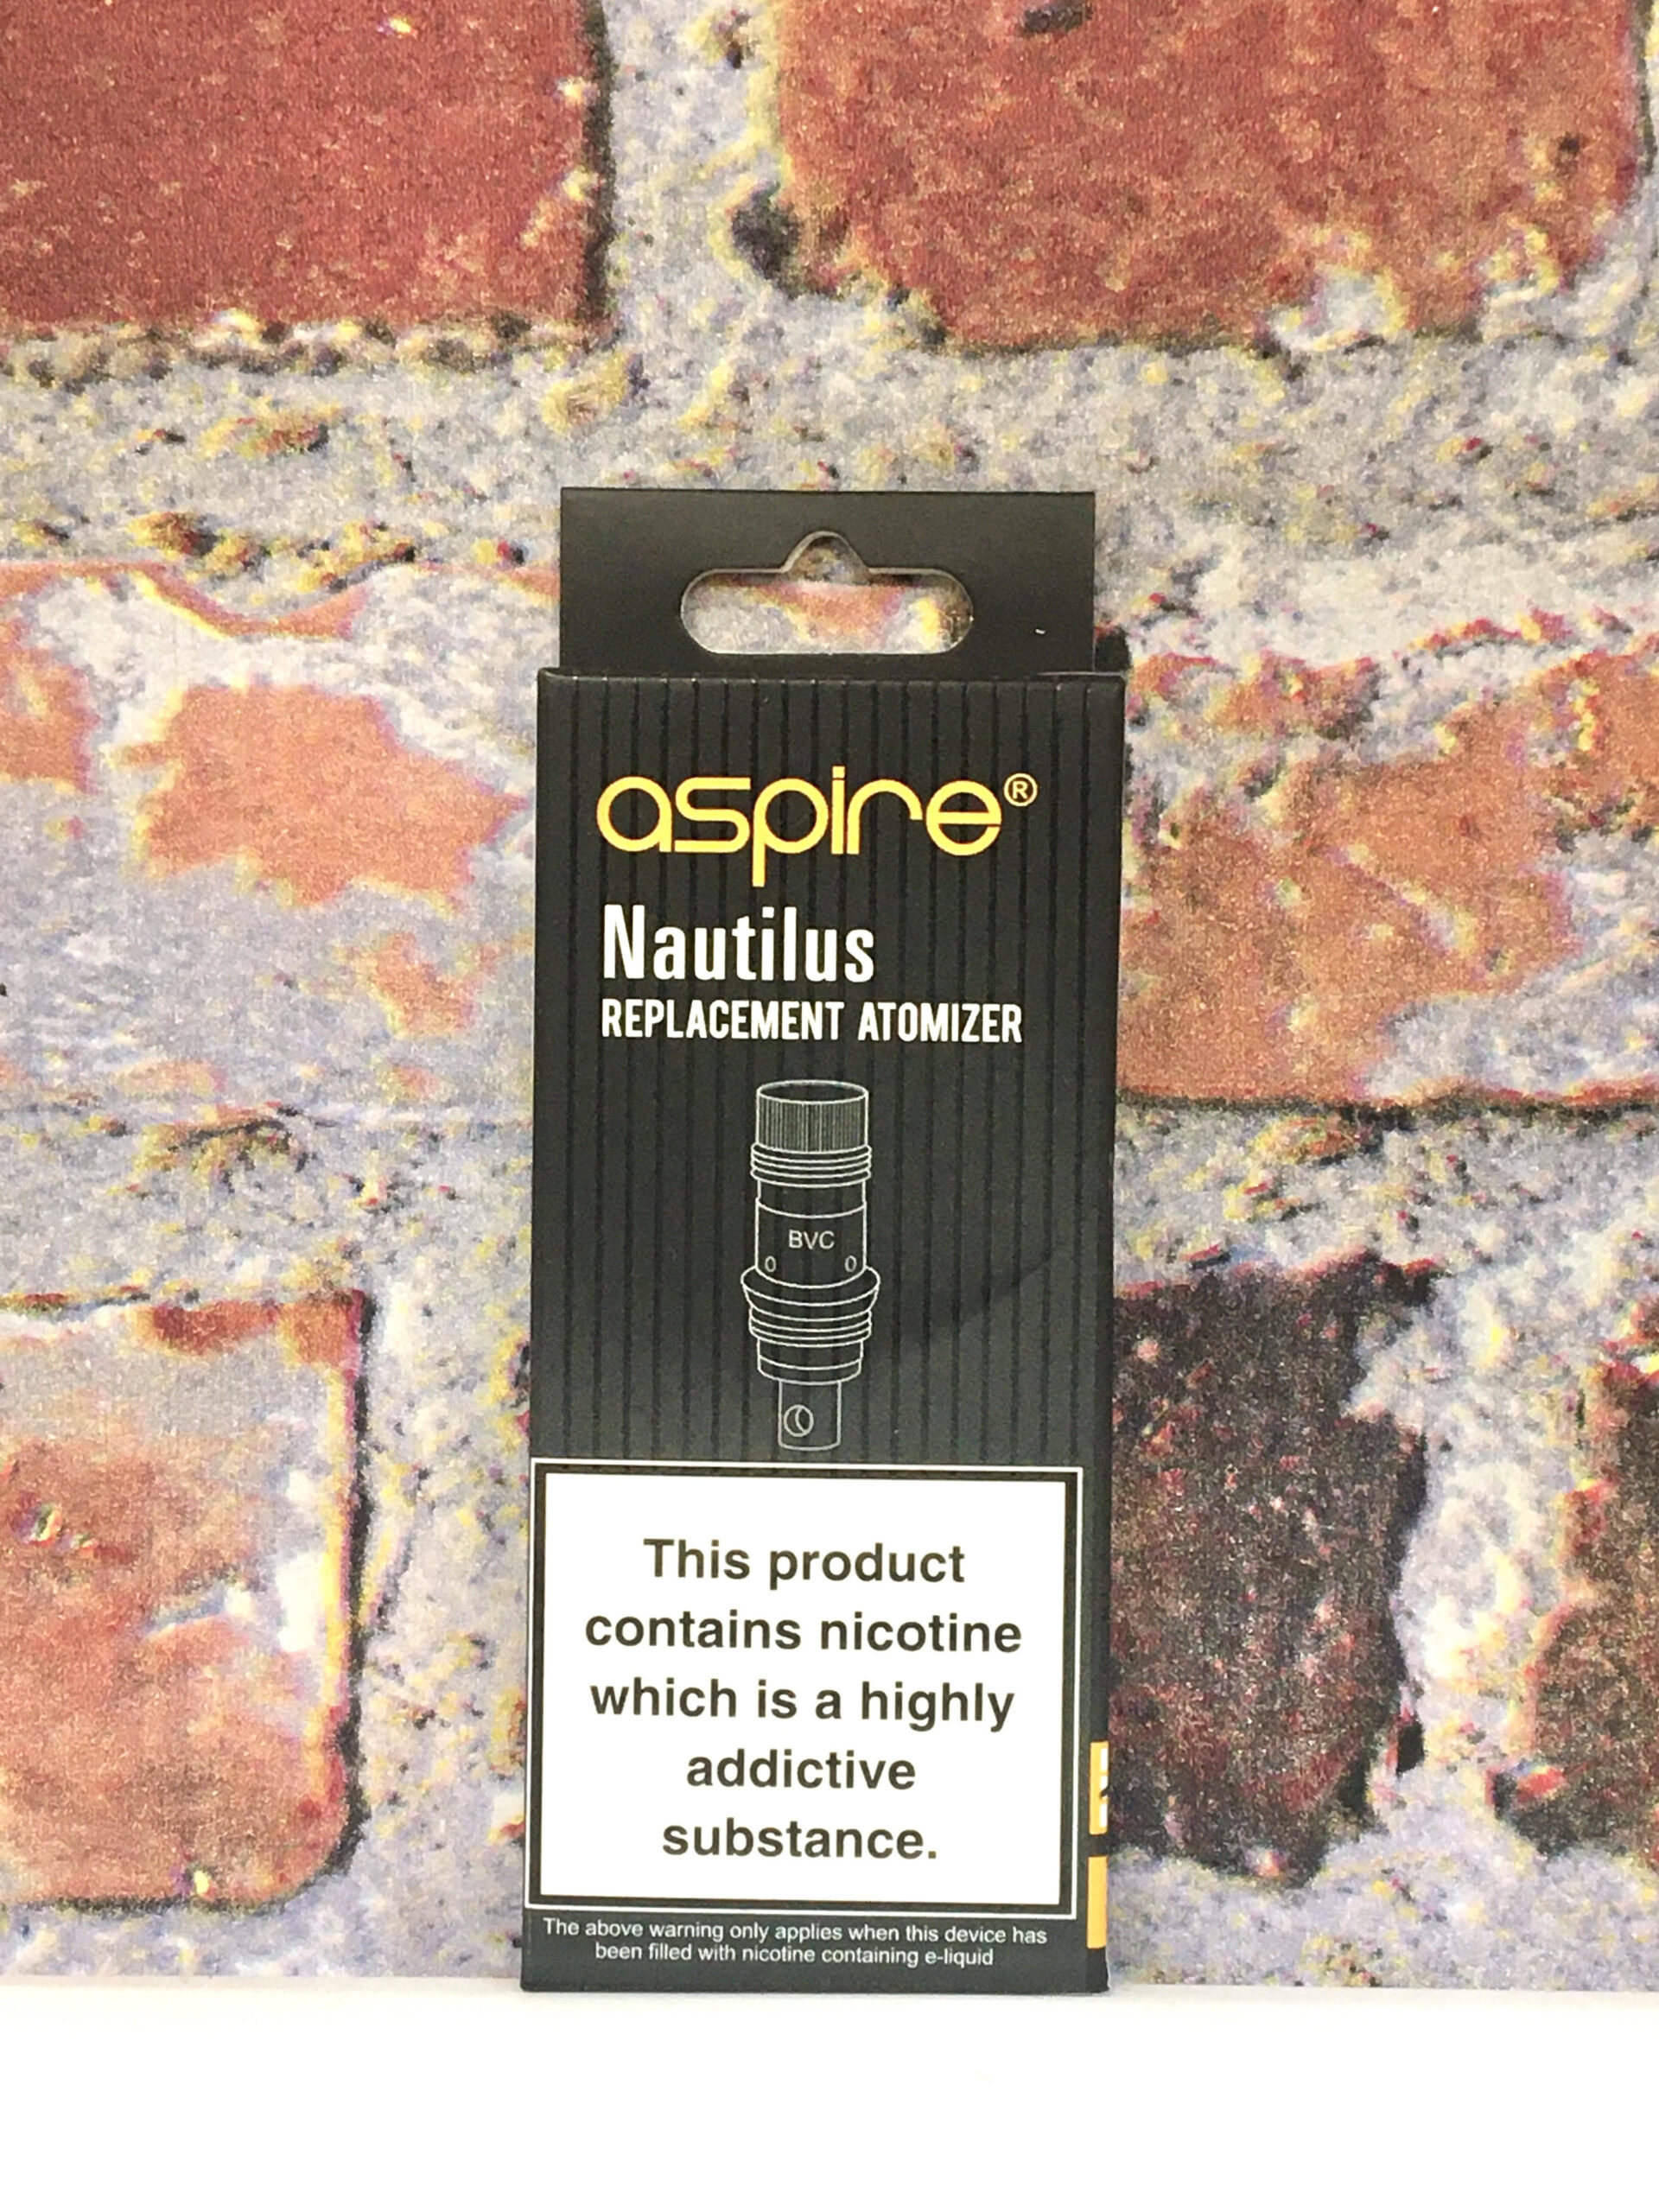 aspire®
Nautilus
REPLACEMENT ATOMIZER
BVC
This product
contains nicotine
which is a highly
addictive
substance.
The above warning only applies when this device has
been filled with nicotine containing e-liquid